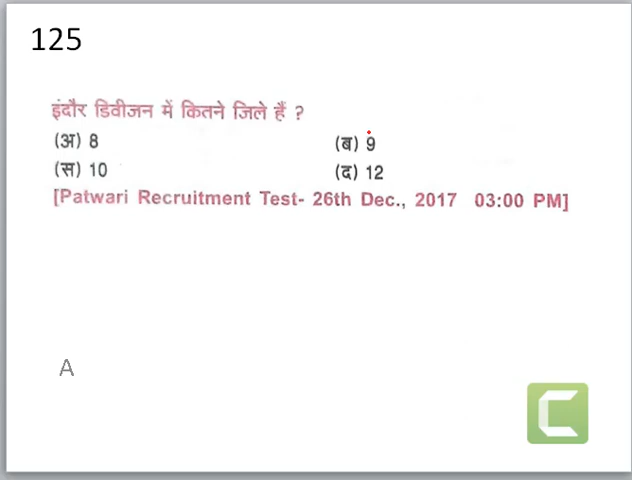 125
इंदौर डिवीजन में कितने जिले हैं ?
(अ) 8
(ब) 9
(स) 10
(द) 12
[Patwari Recruitment Test- 26th Dec., 2017 03:00 PM]
A